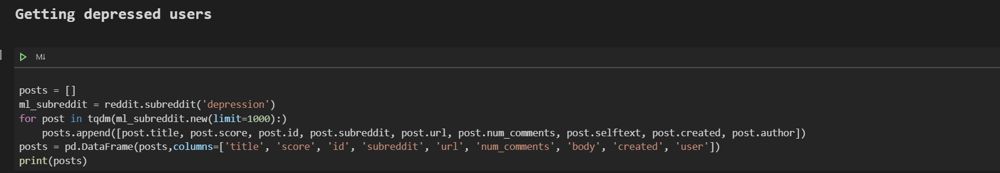 Getting depressed users
M↓
posts = []
ml_subreddit = reddit.subreddit('depression')
for post in tqdm(ml_subreddit.new(limit=1000):)
    posts.append([post.title, post.score, post.id, post.subreddit, post.url, post.num_comments, post.selftext, post.created, post.author])
posts = pd.DataFrame(posts,columns=['title', 'score', 'id', 'subreddit', 'url', 'num_comments', 'body', 'created', 'user'])
print(posts)